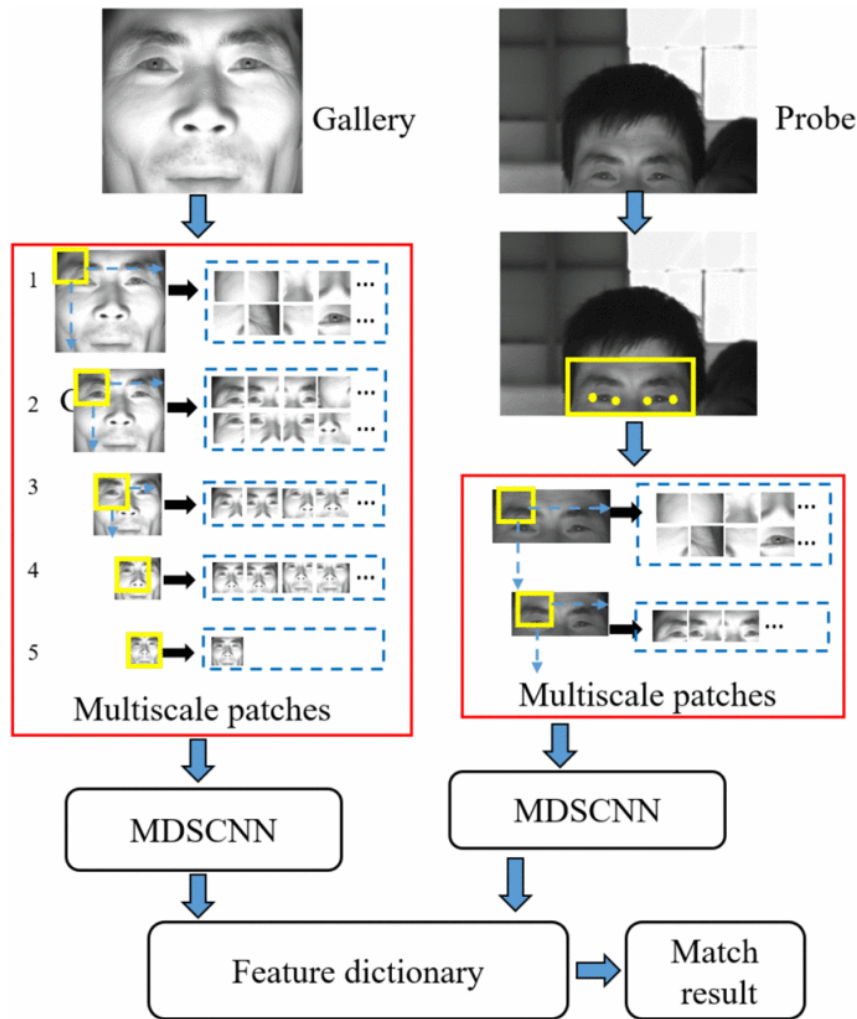 Gallery
Probe
1
2
C
3
4
5
...
...
...
...
...
...
...
...
...
Multiscale patches
Multiscale patches
MDSCNN
MDSCNN
Feature dictionary
Match
result